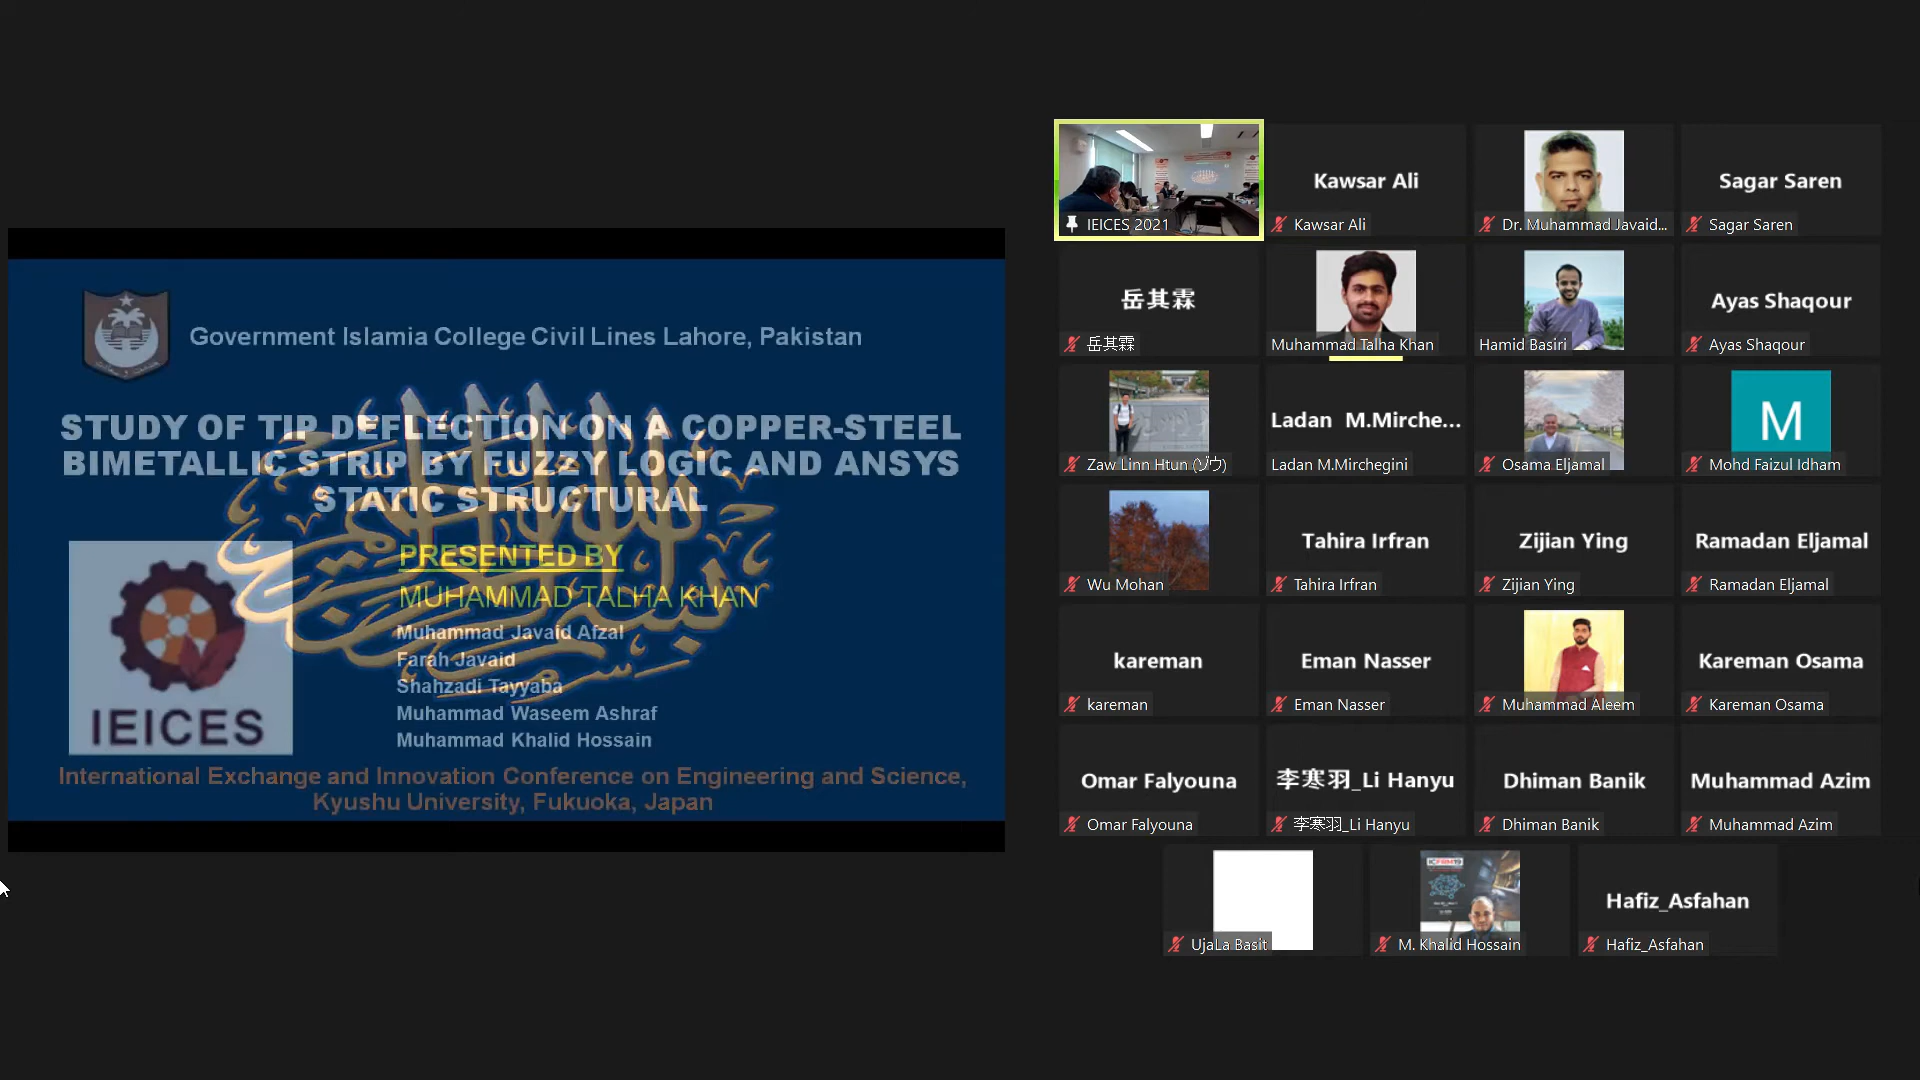 Government Islamia College Civil Lines Lahore, Pakistan
STUDY OF TIP DEFLECTION ON A COPPER-STEEL
BIMETALLIC STRIP BY FUZZY LOGIC AND ANSYS
STATIC STRUCTURAL
PRESENTED BY
MUHAMMAD TALHA KHAN
Muhammad Javaid Afzal
Farah Javaid
Shahzadi Tayyaba
Muhammad Waseem Ashraf
Muhammad Khalid Hossain
IEICES
International Exchange and Innovation Conference on Engineering and Science,
Kyushu University, Fukuoka, Japan
IEICES 2021
Kawsar Ali
Kawsar Ali
Dr. Muhammad Javaid...
Sagar Saren
Sagar Saren
岳其霖
岳其霖
Muhammad Talha Khan
Hamid Basiri
Ayas Shaqour
Ayas Shaqour
Zaw Linn Htun (ゾウ)
Ladan M.Mirche...
Ladan M.Mirchegini
Osama Eljamal
M
Mohd Faizul Idham
Wu Mohan
Tahira Irfran
Tahira Irfran
Zijian Ying
Zijian Ying
Ramadan Eljamal
Ramadan Eljamal
kareman
kareman
Eman Nasser
Eman Nasser
Muhammad Aleem
Kareman Osama
Kareman Osama
Omar Falyouna
Omar Falyouna
李寒羽_Li Hanyu
李寒羽_Li Hanyu
Dhiman Banik
Dhiman Banik
Muhammad Azim
Muhammad Azim
UjaLa Basit
M. Khalid Hossain
Hafiz_Asfahan
Hafiz_Asfahan